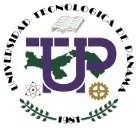 UNIVERSIDAD TECNOLOGICA DE PANAMA
UTP
1981